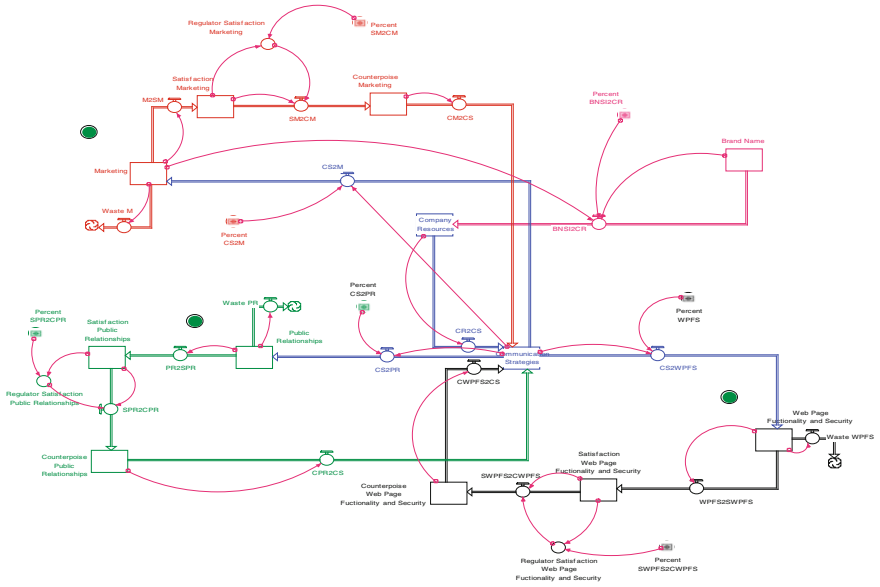 Regulator Satisfaction
Marketing
Percent
SM2CM
Satisfaction
Marketing
Counterpoise
Marketing
M2SM
SM2CM
CM2CS
Percent
BNSI2CR
Brand Name
Marketing
CS2M
Waste M
Percent
CS2M
Company
Resources
BNSI2CR
Percent
CS2PR
Percent
WPFS
Percent
SPR2CPR
Waste PR
Satisfaction
Public
Relationships
Public
Relationships
CR2CS
Communication
Strategies
PR2SPR
CS2PR
CS2WPFS
CWPFS2CS
Regulator Satisfaction
Public Relationships
SPR2CPR
Web Page
Fuctionality and Security
Waste WPFS
Counterpoise
Public
Relationships
CPR2CS
Satisfaction
Web Page
Fuctionality and Security
SWPFS2CWPFS
Counterpoise
Web Page
Fuctionality and Security
WPFS2SWPFS
Regulator Satisfaction
Web Page
Fuctionality and Security
Percent
SWPFS2CWPFS